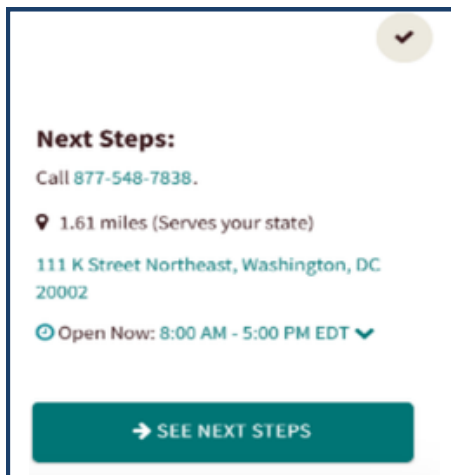 Next Steps:
Call 877-548-7838.
1.61 miles (Serves your state)
111 K Street Northeast, Washington, DC
20002
Open Now: 8:00 AM - 5:00 PM EDT
SEE NEXT STEPS